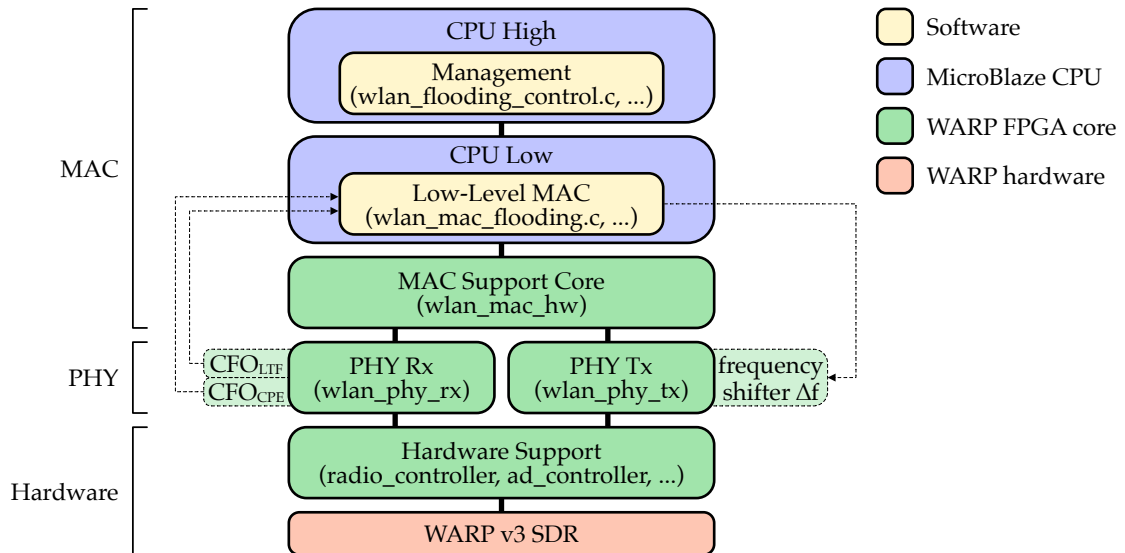 CPU High
Management
(wlan_flooding_control.c, ...)
CPU Low
Low-Level MAC
(wlan_mac_flooding.c, ...)
MAC Support Core
(wlan_mac_hw)
MAC
CFO_LTF
CFO_CPE
PHY Rx
(wlan_phy_rx)
PHY Tx
(wlan_phy_tx)
frequency
shifter Δf
PHY
Hardware Support
(radio_controller, ad_controller, ...)
WARP v3 SDR
Hardware
Software
MicroBlaze CPU
WARP FPGA core
WARP hardware